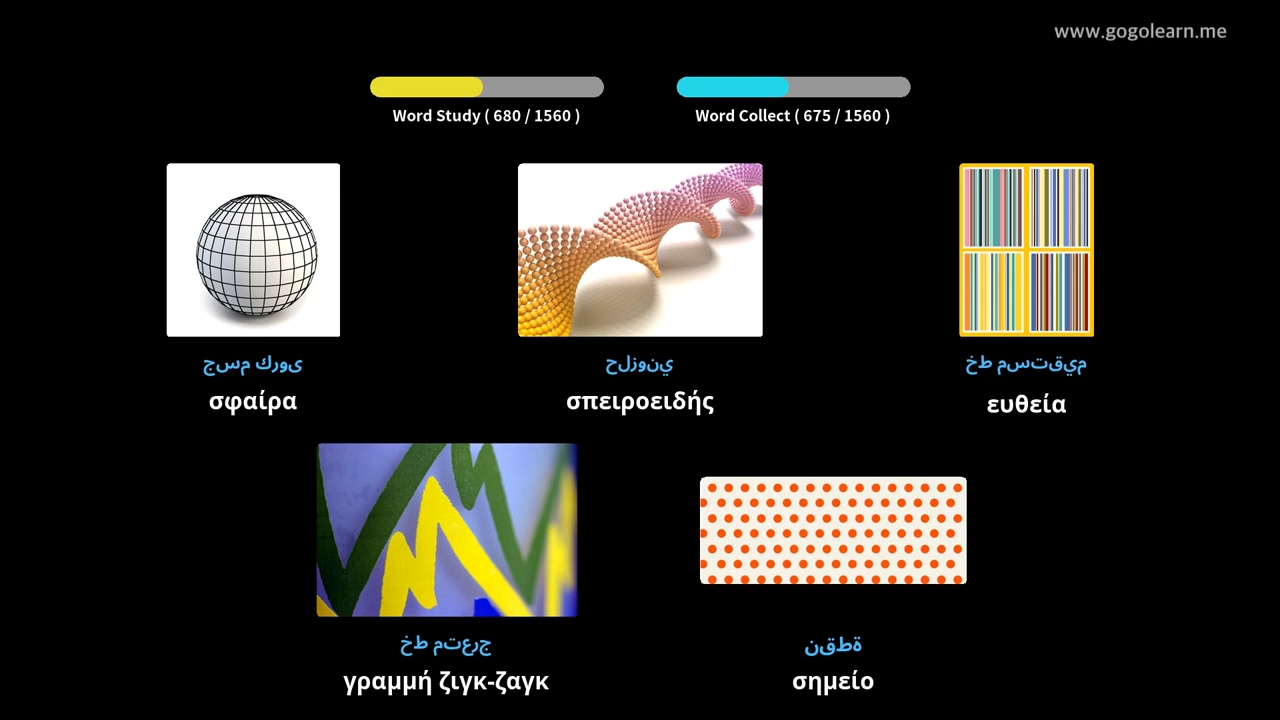 www.gogolearn.me
Word Study ( 680 / 1560 )
Word Collect ( 675 / 1560 )
جسم كروى
σφαίρα
حلزوني
σπειροειδής
خط مستقيم
ευθεία
خط متعرج
γραμμή ζιγκ-ζαγκ
نقطة
σημείο